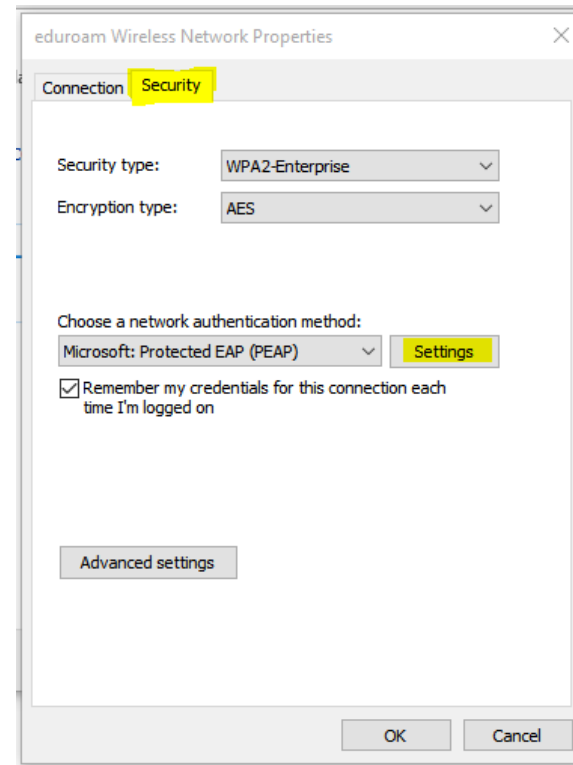 eduroam Wireless Network Properties
Connection
Security
Security type:
WPA2-Enterprise
Encryption type:
AES
Choose a network authentication method:
Microsoft: Protected EAP (PEAP)
Settings
Remember my credentials for this connection each
time I'm logged on
Advanced settings
OK
Cancel